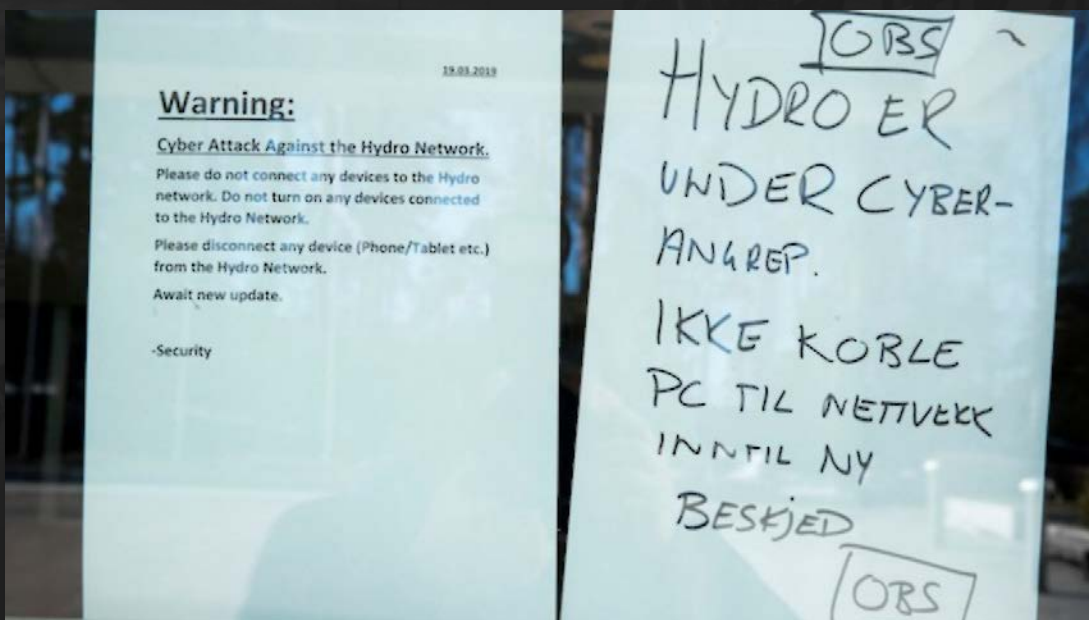 19.03.2019
Warning:
Cyber Attack Against the Hydro Network.
Please do not connect any devices to the Hydro
network. Do not turn on any devices connected
to the Hydro Network.
Please disconnect any device (Phone/Tablet etc.)
from the Hydro Network.
Await new update.
-Security
OBS
HYDRO ER
UNDER CYBER-
ANGREP.
IKKE KOBLE
PC TIL NETTVERK
INNTIL NY
BESKJED
OBS